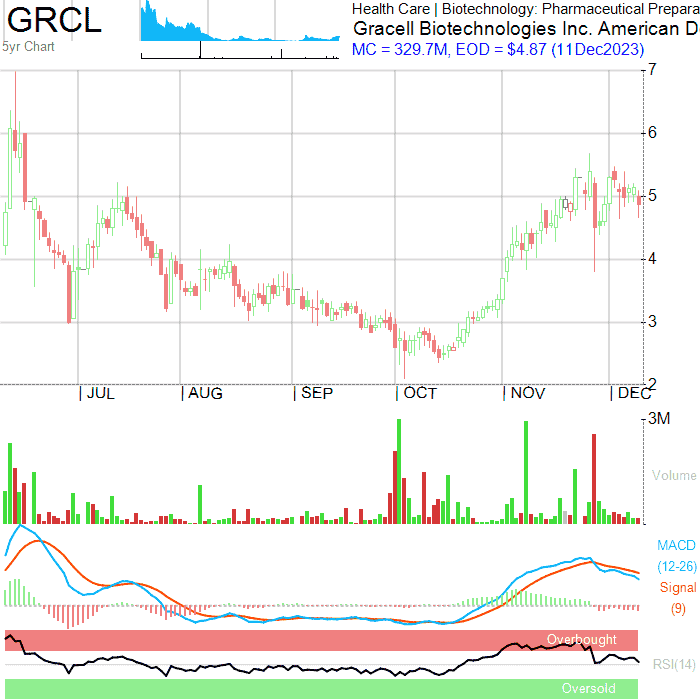 GRCL
5yr Chart
Health Care | Biotechnology: Pharmaceutical Prepara
Gracell Biotechnologies Inc. American D
MC = 329.7M, EOD = $4.87 (11Dec2023)
7
6
5
4
3
2
JUL
AUG
SEP
OCT
NOV
DEC
3M
Volume
MACD
(12-26)
Signal
(9)
Overbought
RSI(14)
Oversold